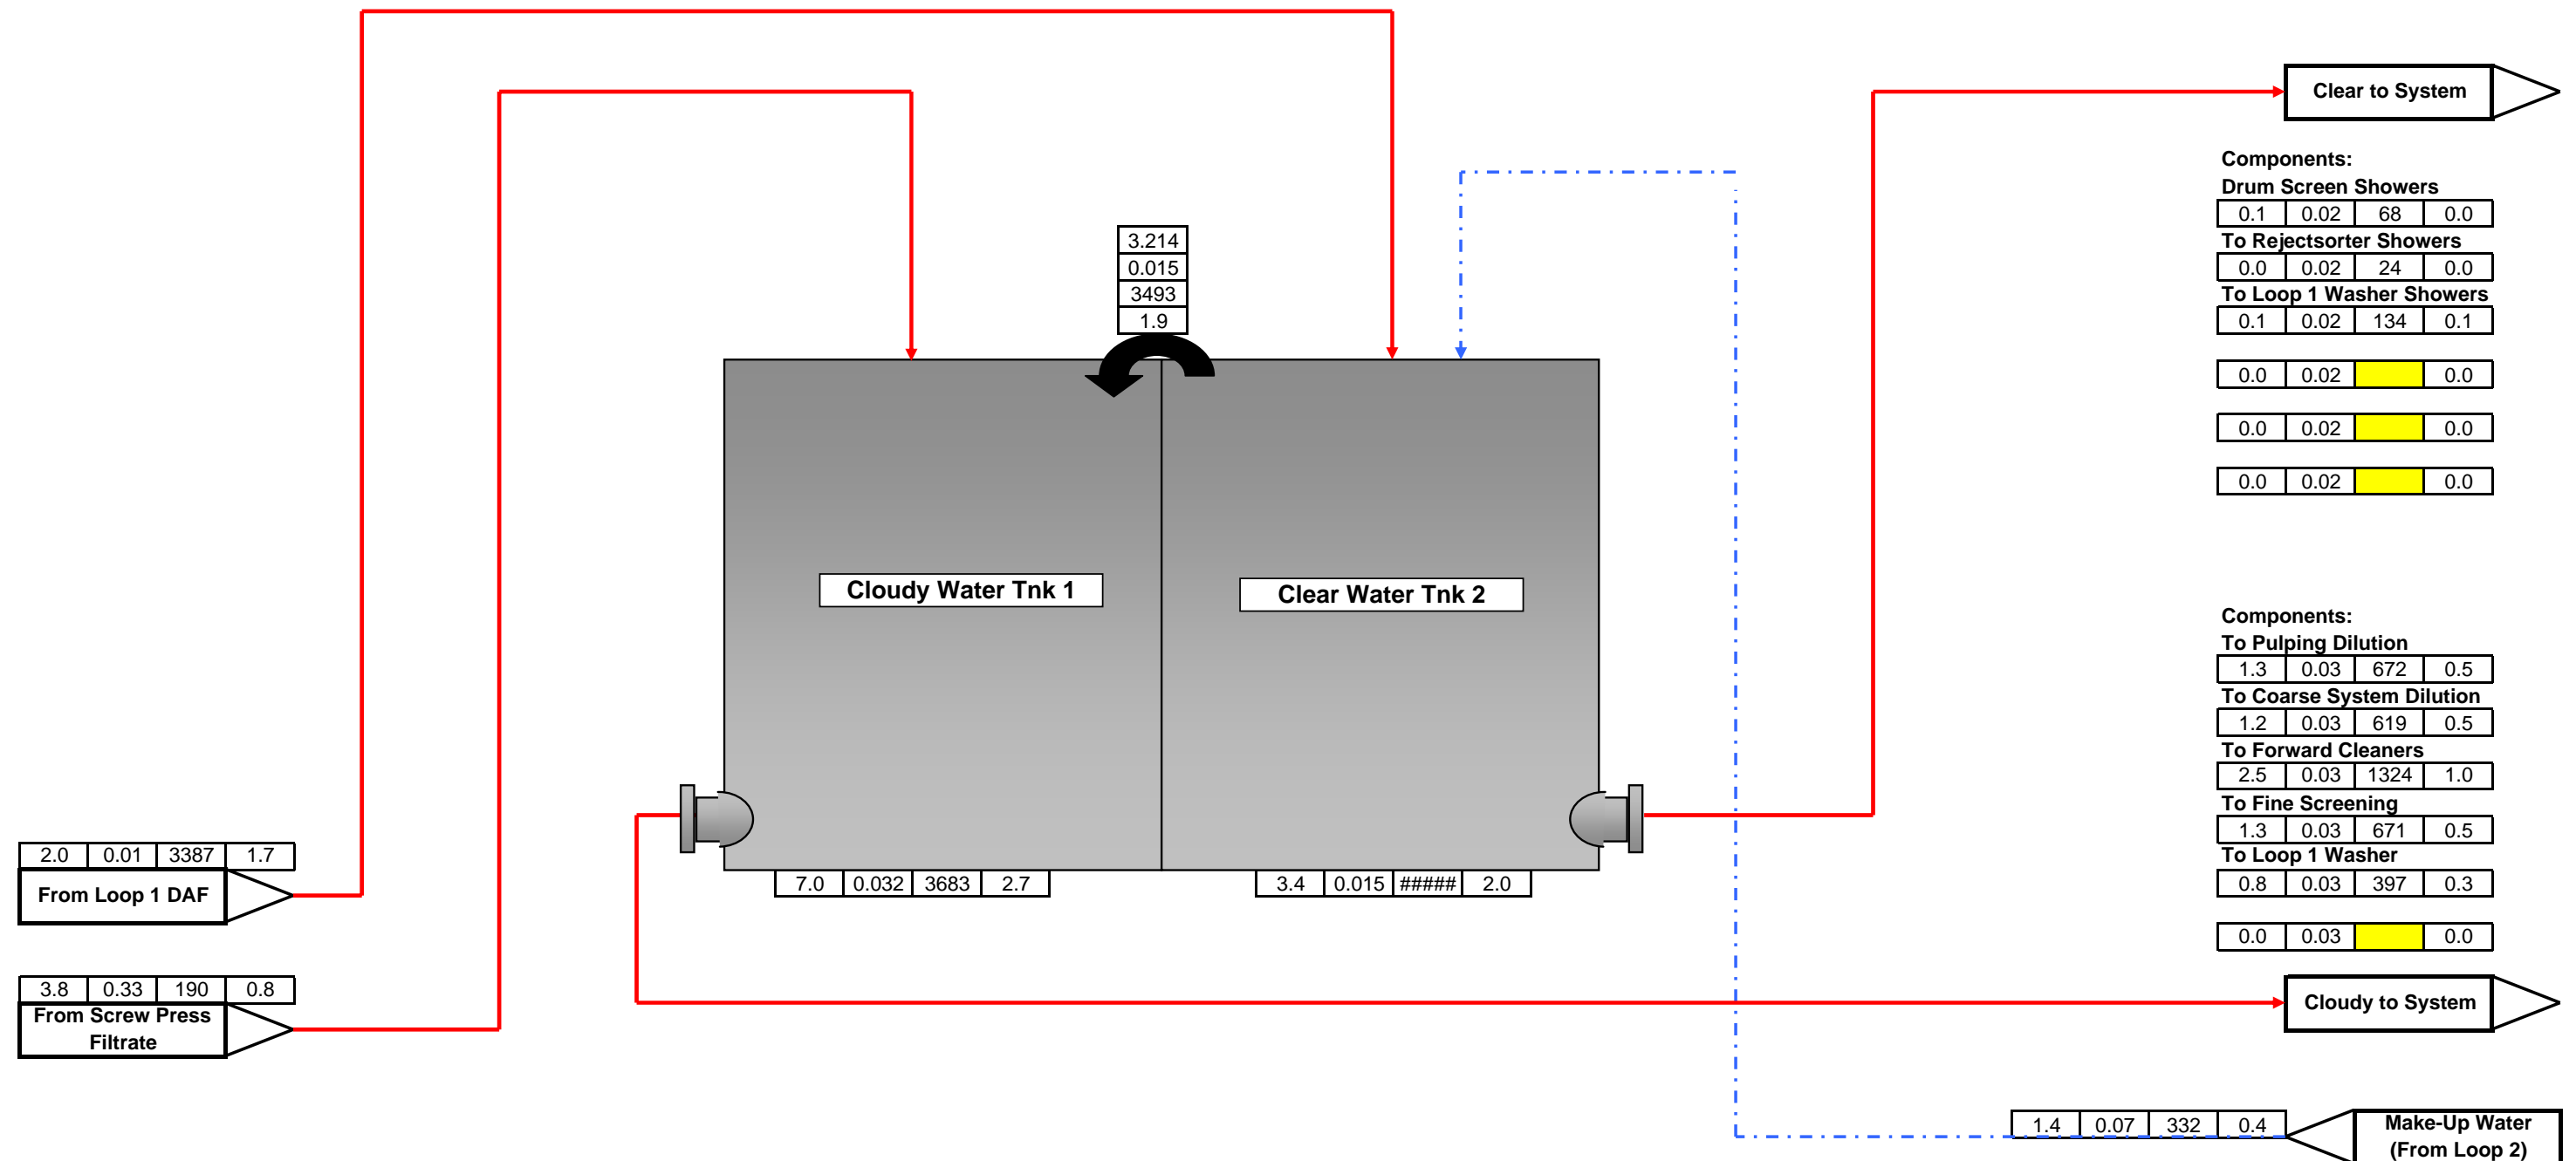 Clear to System
Components:
Drum Screen Showers
0.1 0.02 68 0.0
To Rejectsorter Showers
0.0 0.02 24 0.0
To Loop 1 Washer Showers
0.1 0.02 134 0.1
0.0 0.02 0.0
0.0 0.02 0.0
0.0 0.02 0.0
3.214
0.015
3493
1.9
Cloudy Water Tnk 1
Clear Water Tnk 2
Components:
To Pulping Dilution
1.3 0.03 672 0.5
To Coarse System Dilution
1.2 0.03 619 0.5
To Forward Cleaners
2.5 0.03 1324 1.0
To Fine Screening
1.3 0.03 671 0.5
To Loop 1 Washer
0.8 0.03 397 0.3
0.0 0.03 0.0
2.0 0.01 3387 1.7
From Loop 1 DAF
7.0 0.032 3683 2.7
3.4 0.015 ##### 2.0
3.8 0.33 190 0.8
From Screw Press
Filtrate
Cloudy to System
1.4 0.07 332 0.4
Make-Up Water
(From Loop 2)